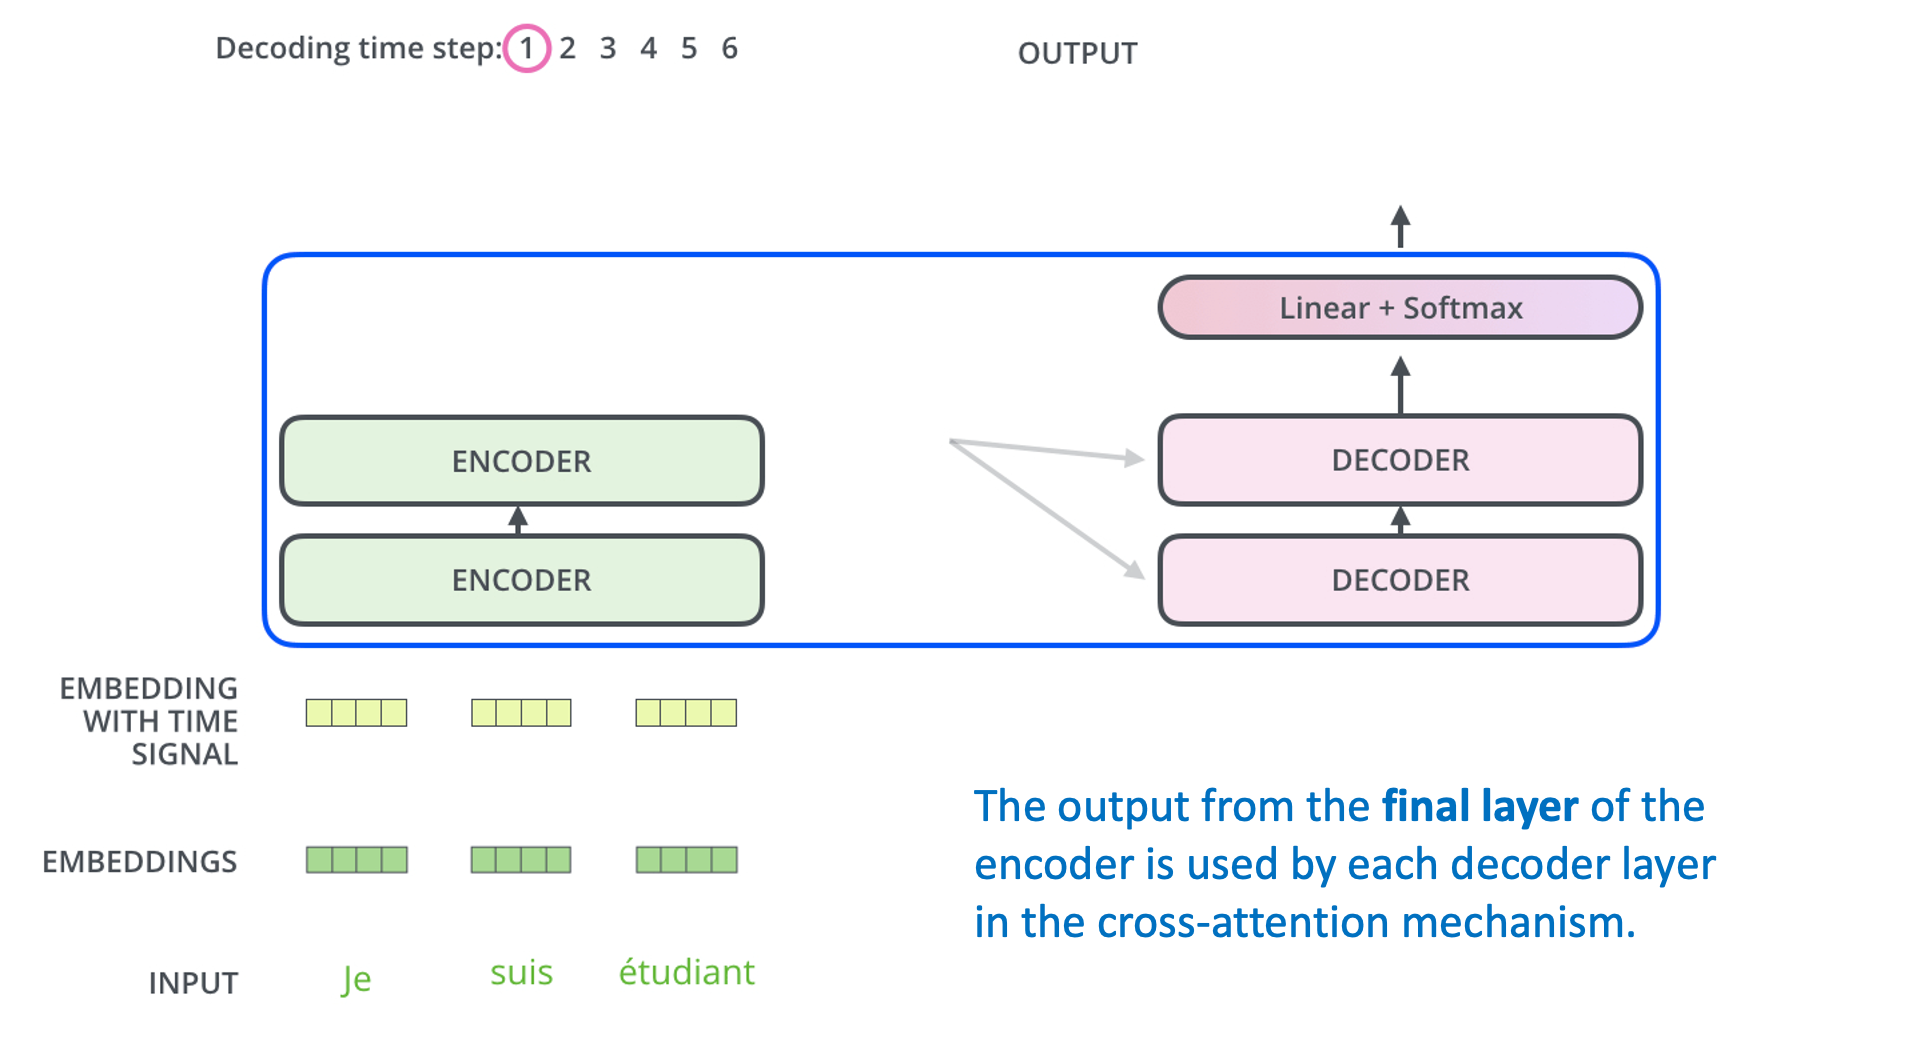 Decoding time step: 1 2 3 4 5 6
OUTPUT
Linear + Softmax
ENCODER
DECODER
ENCODER
DECODER
EMBEDDING
WITH TIME
SIGNAL
EMBEDDINGS
INPUT
Je suis étudiant
The output from the final layer of the
encoder is used by each decoder layer
in the cross-attention mechanism.